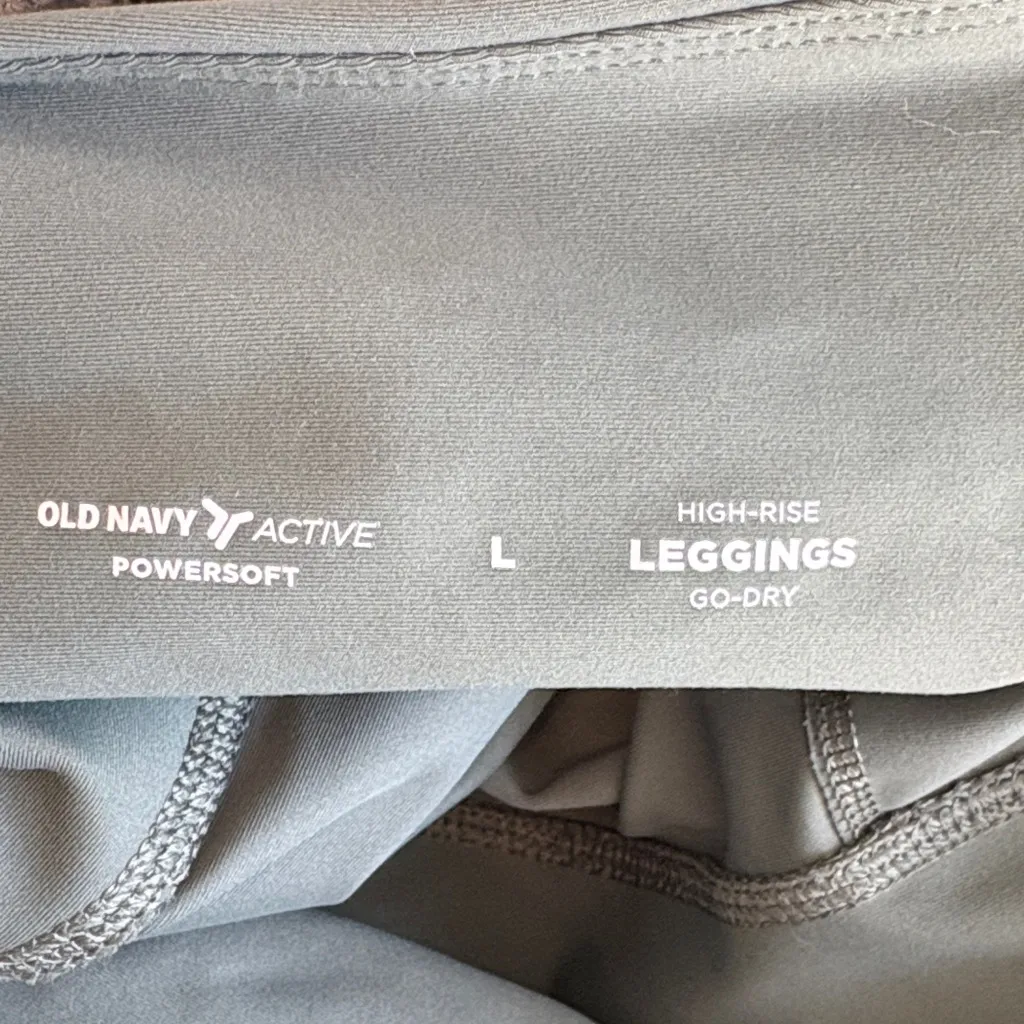 OLD NAVY ACTIVE
POWERSOFT
L
HIGH-RISE
LEGGINGS
GO-DRY